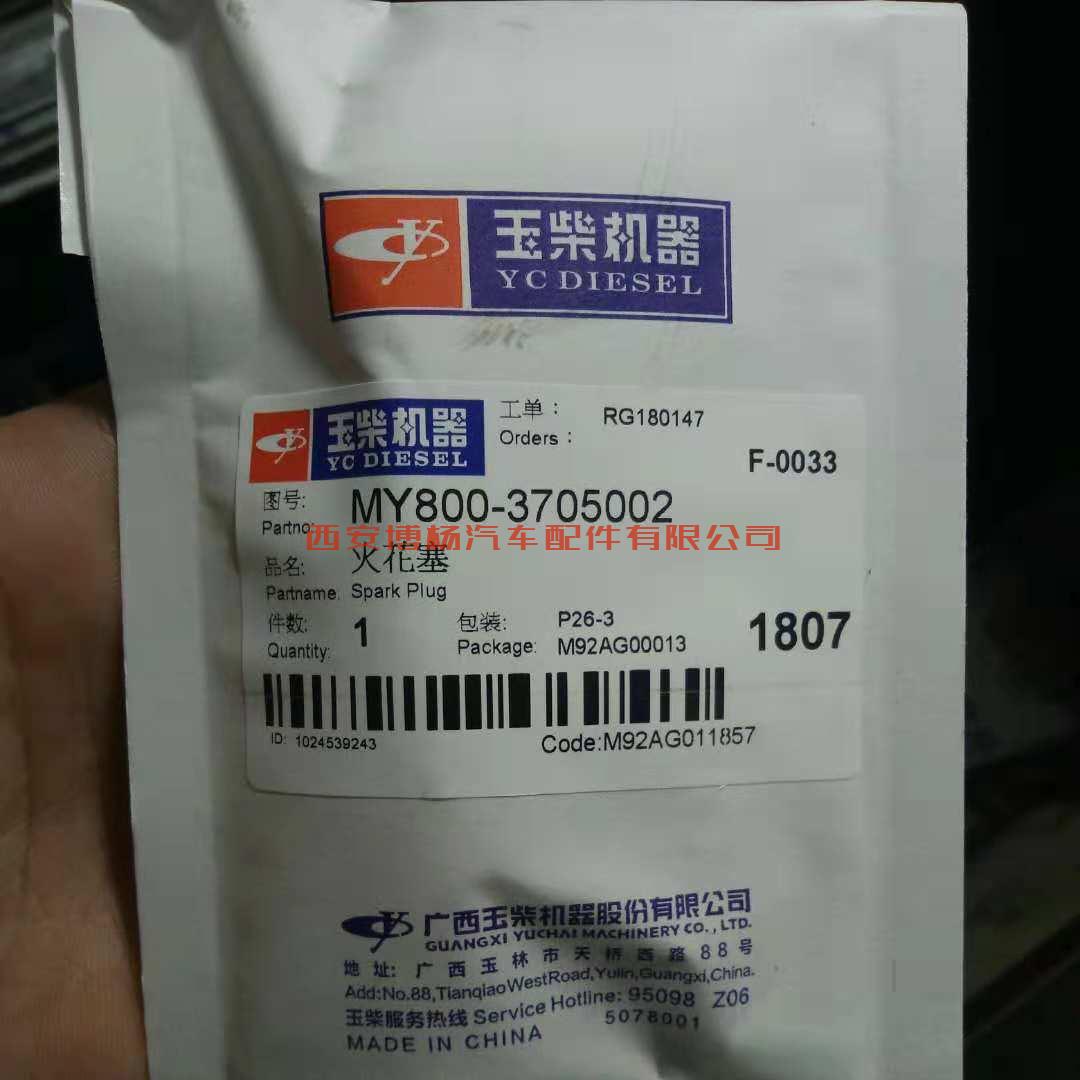 玉柴机器
YC DIESEL
玉柴机器
YC DIESEL
工单：
Orders：
RG180147
F-0033
图号:
Partno:
MY800-3705002
西安博杨汽车配件有限公司
品名:
Partname:
火花塞
Spark Plug
件数:
Quantity:
1
包装:
Package:
P26-3
M92AG00013
1807
ID: 1024539243
Code:M92AG011857
广西玉柴机器股份有限公司
GUANGXI YUCHAI MACHINERY CO., LTD.
地址: 广西玉林市天桥西路88号
Add:No.88,TianqiaoWestRoad,Yulin,Guangxi,China.
玉柴服务热线 Service Hotline: 95098 Z06
5078001
MADE IN CHINA